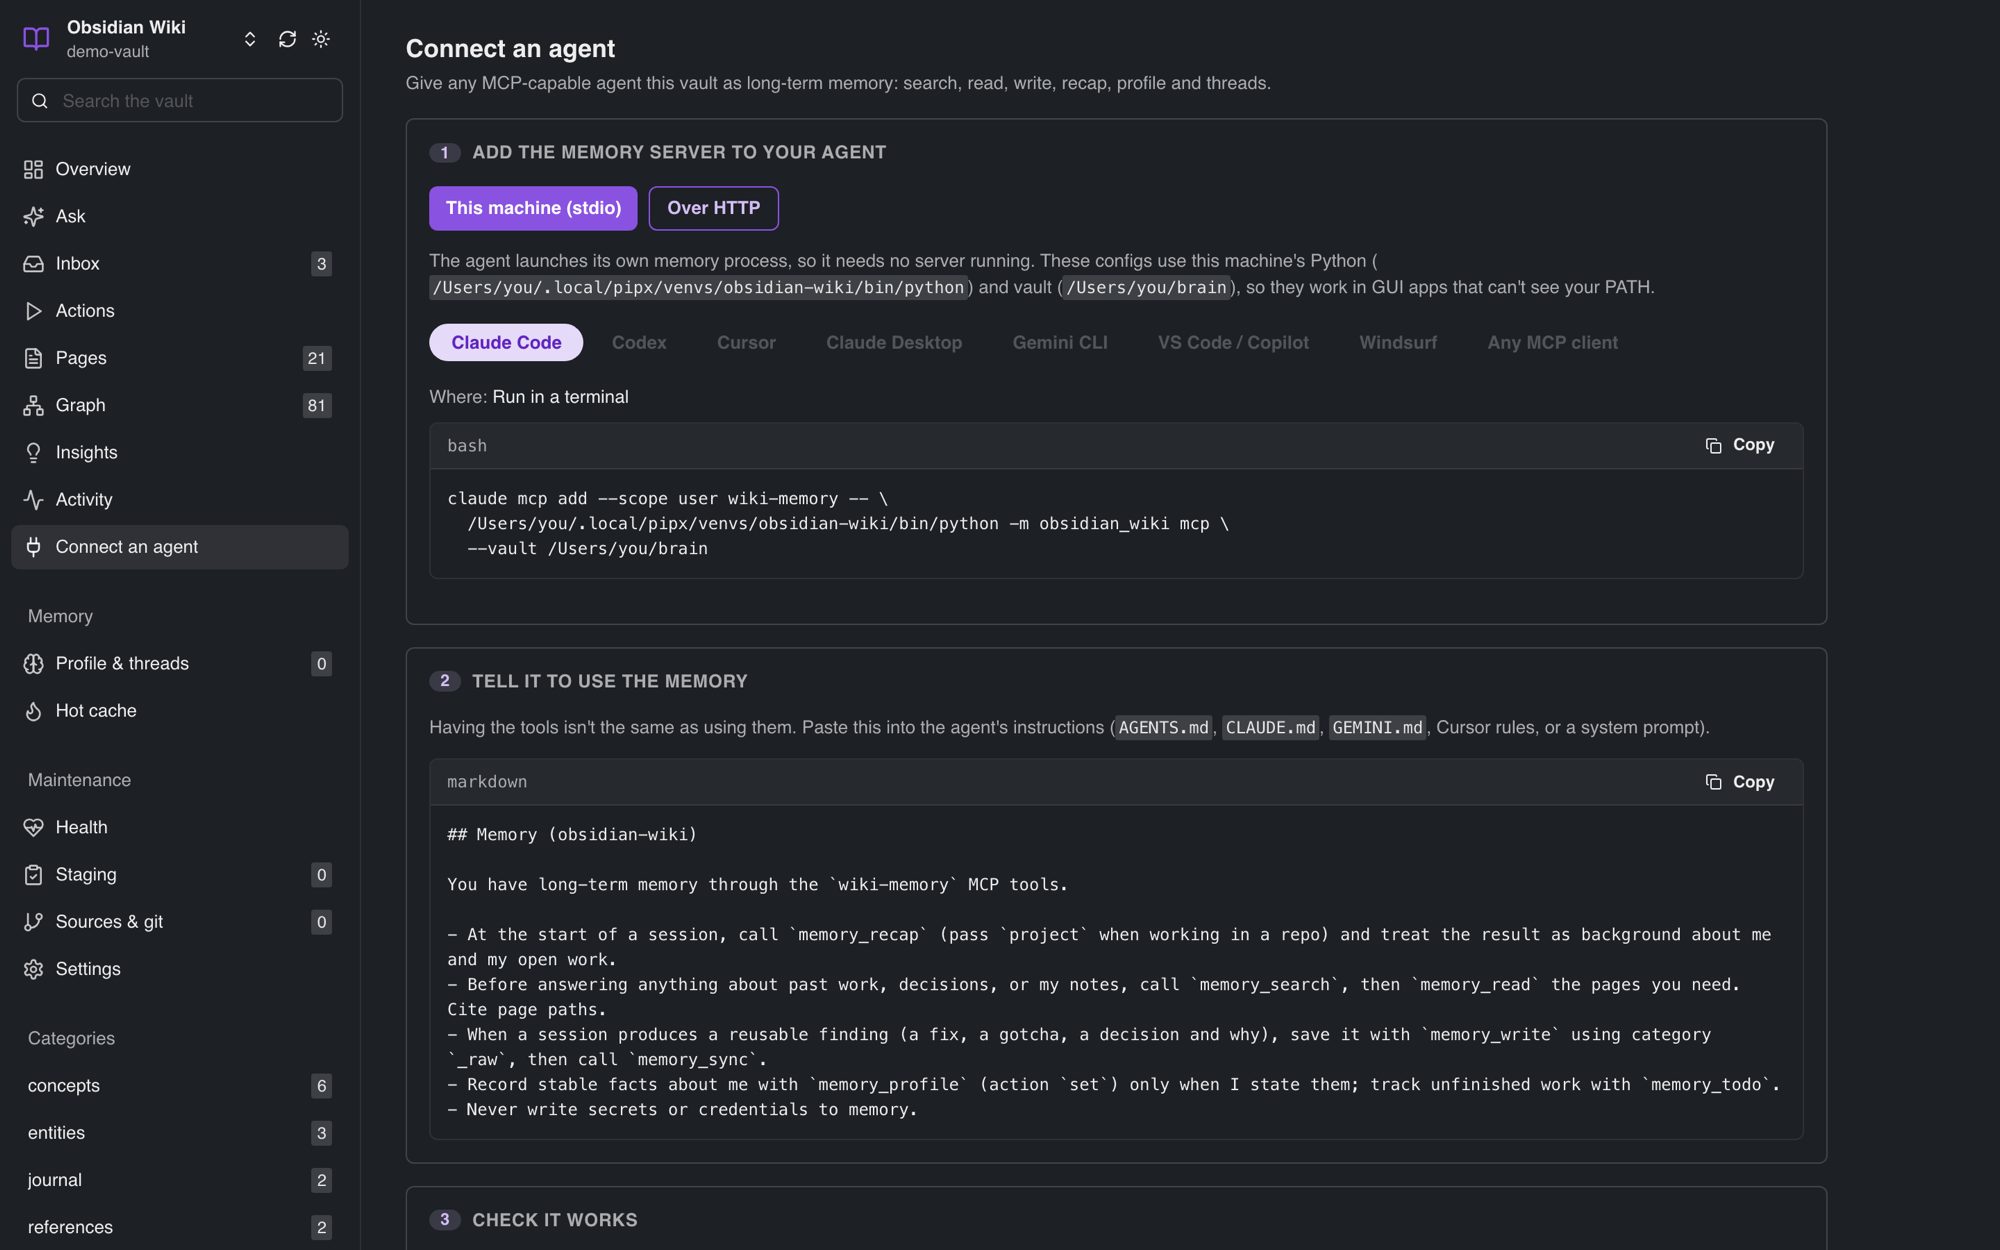 Obsidian Wiki
demo-vault
Search the vault
Overview
Ask
Inbox 3
Actions
Pages 21
Graph 81
Insights
Activity
Connect an agent
Memory
Profile & threads 0
Hot cache
Maintenance
Health
Staging 0
Sources & git 0
Settings
Categories
concepts 6
entities 3
journal 2
references 2
Connect an agent
Give any MCP-capable agent this vault as long-term memory: search, read, write, recap, profile and threads.
1 ADD THE MEMORY SERVER TO YOUR AGENT
This machine (stdio) Over HTTP
The agent launches its own memory process, so it needs no server running. These configs use this machine's Python (
/Users/you/.local/pipx/venvs/obsidian-wiki/bin/python) and vault (/Users/you/brain), so they work in GUI apps that can't see your PATH.
Claude Code Codex Cursor Claude Desktop Gemini CLI VS Code / Copilot Windsurf Any MCP client
Where: Run in a terminal
bash Copy
claude mcp add --scope user wiki-memory -- \
/Users/you/.local/pipx/venvs/obsidian-wiki/bin/python -m obsidian_wiki mcp \
--vault /Users/you/brain
2 TELL IT TO USE THE MEMORY
Having the tools isn't the same as using them. Paste this into the agent's instructions (AGENTS.md, CLAUDE.md, GEMINI.md, Cursor rules, or a system prompt).
markdown Copy
## Memory (obsidian-wiki)
You have long-term memory through the `wiki-memory` MCP tools.
- At the start of a session, call `memory_recap` (pass `project` when working in a repo) and treat the result as background about me
and my open work.
- Before answering anything about past work, decisions, or my notes, call `memory_search`, then `memory_read` the pages you need.
Cite page paths.
- When a session produces a reusable finding (a fix, a gotcha, a decision and why), save it with `memory_write` using category
`_raw`, then call `memory_sync`.
- Record stable facts about me with `memory_profile` (action `set`) only when I state them; track unfinished work with `memory_todo`.
- Never write secrets or credentials to memory.
3 CHECK IT WORKS